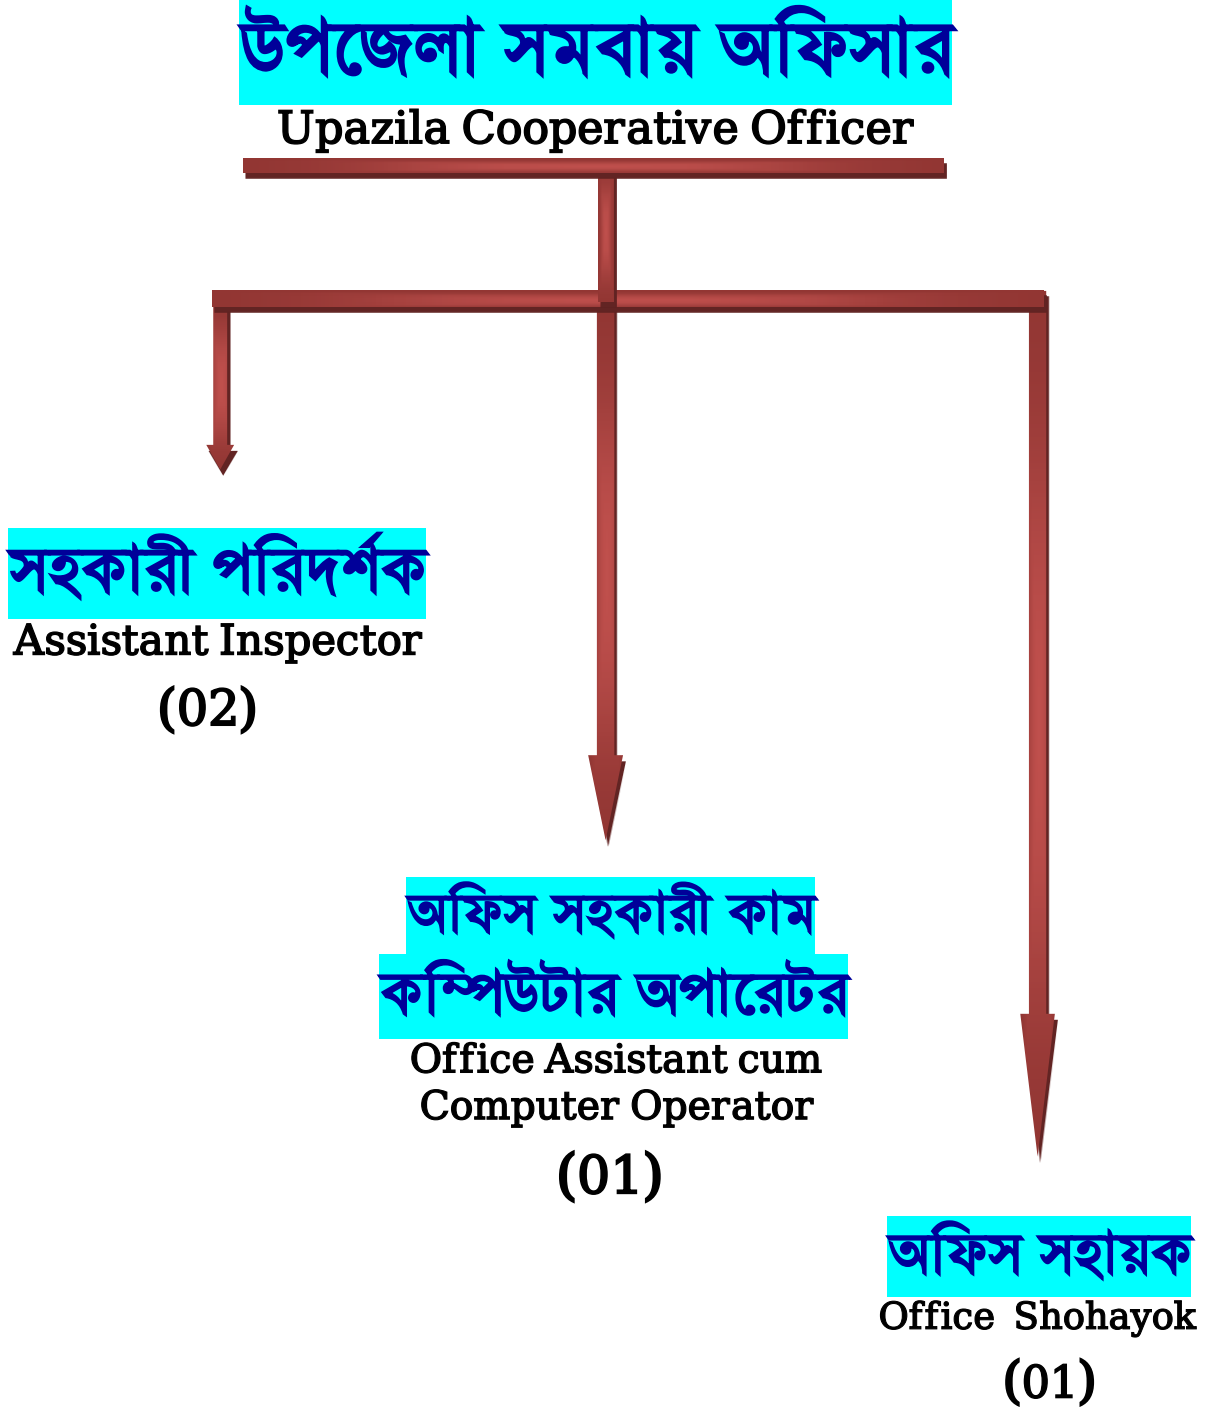 উপজেলা সমবায় অফিসার
Upazila Cooperative Officer
সহকারী পরিদর্শক
Assistant Inspector
(02)
অফিস সহকারী কাম
কম্পিউটার অপারেটর
Office Assistant cum
Computer Operator
(01)
অফিস সহায়ক
Office Shohayok
(01)